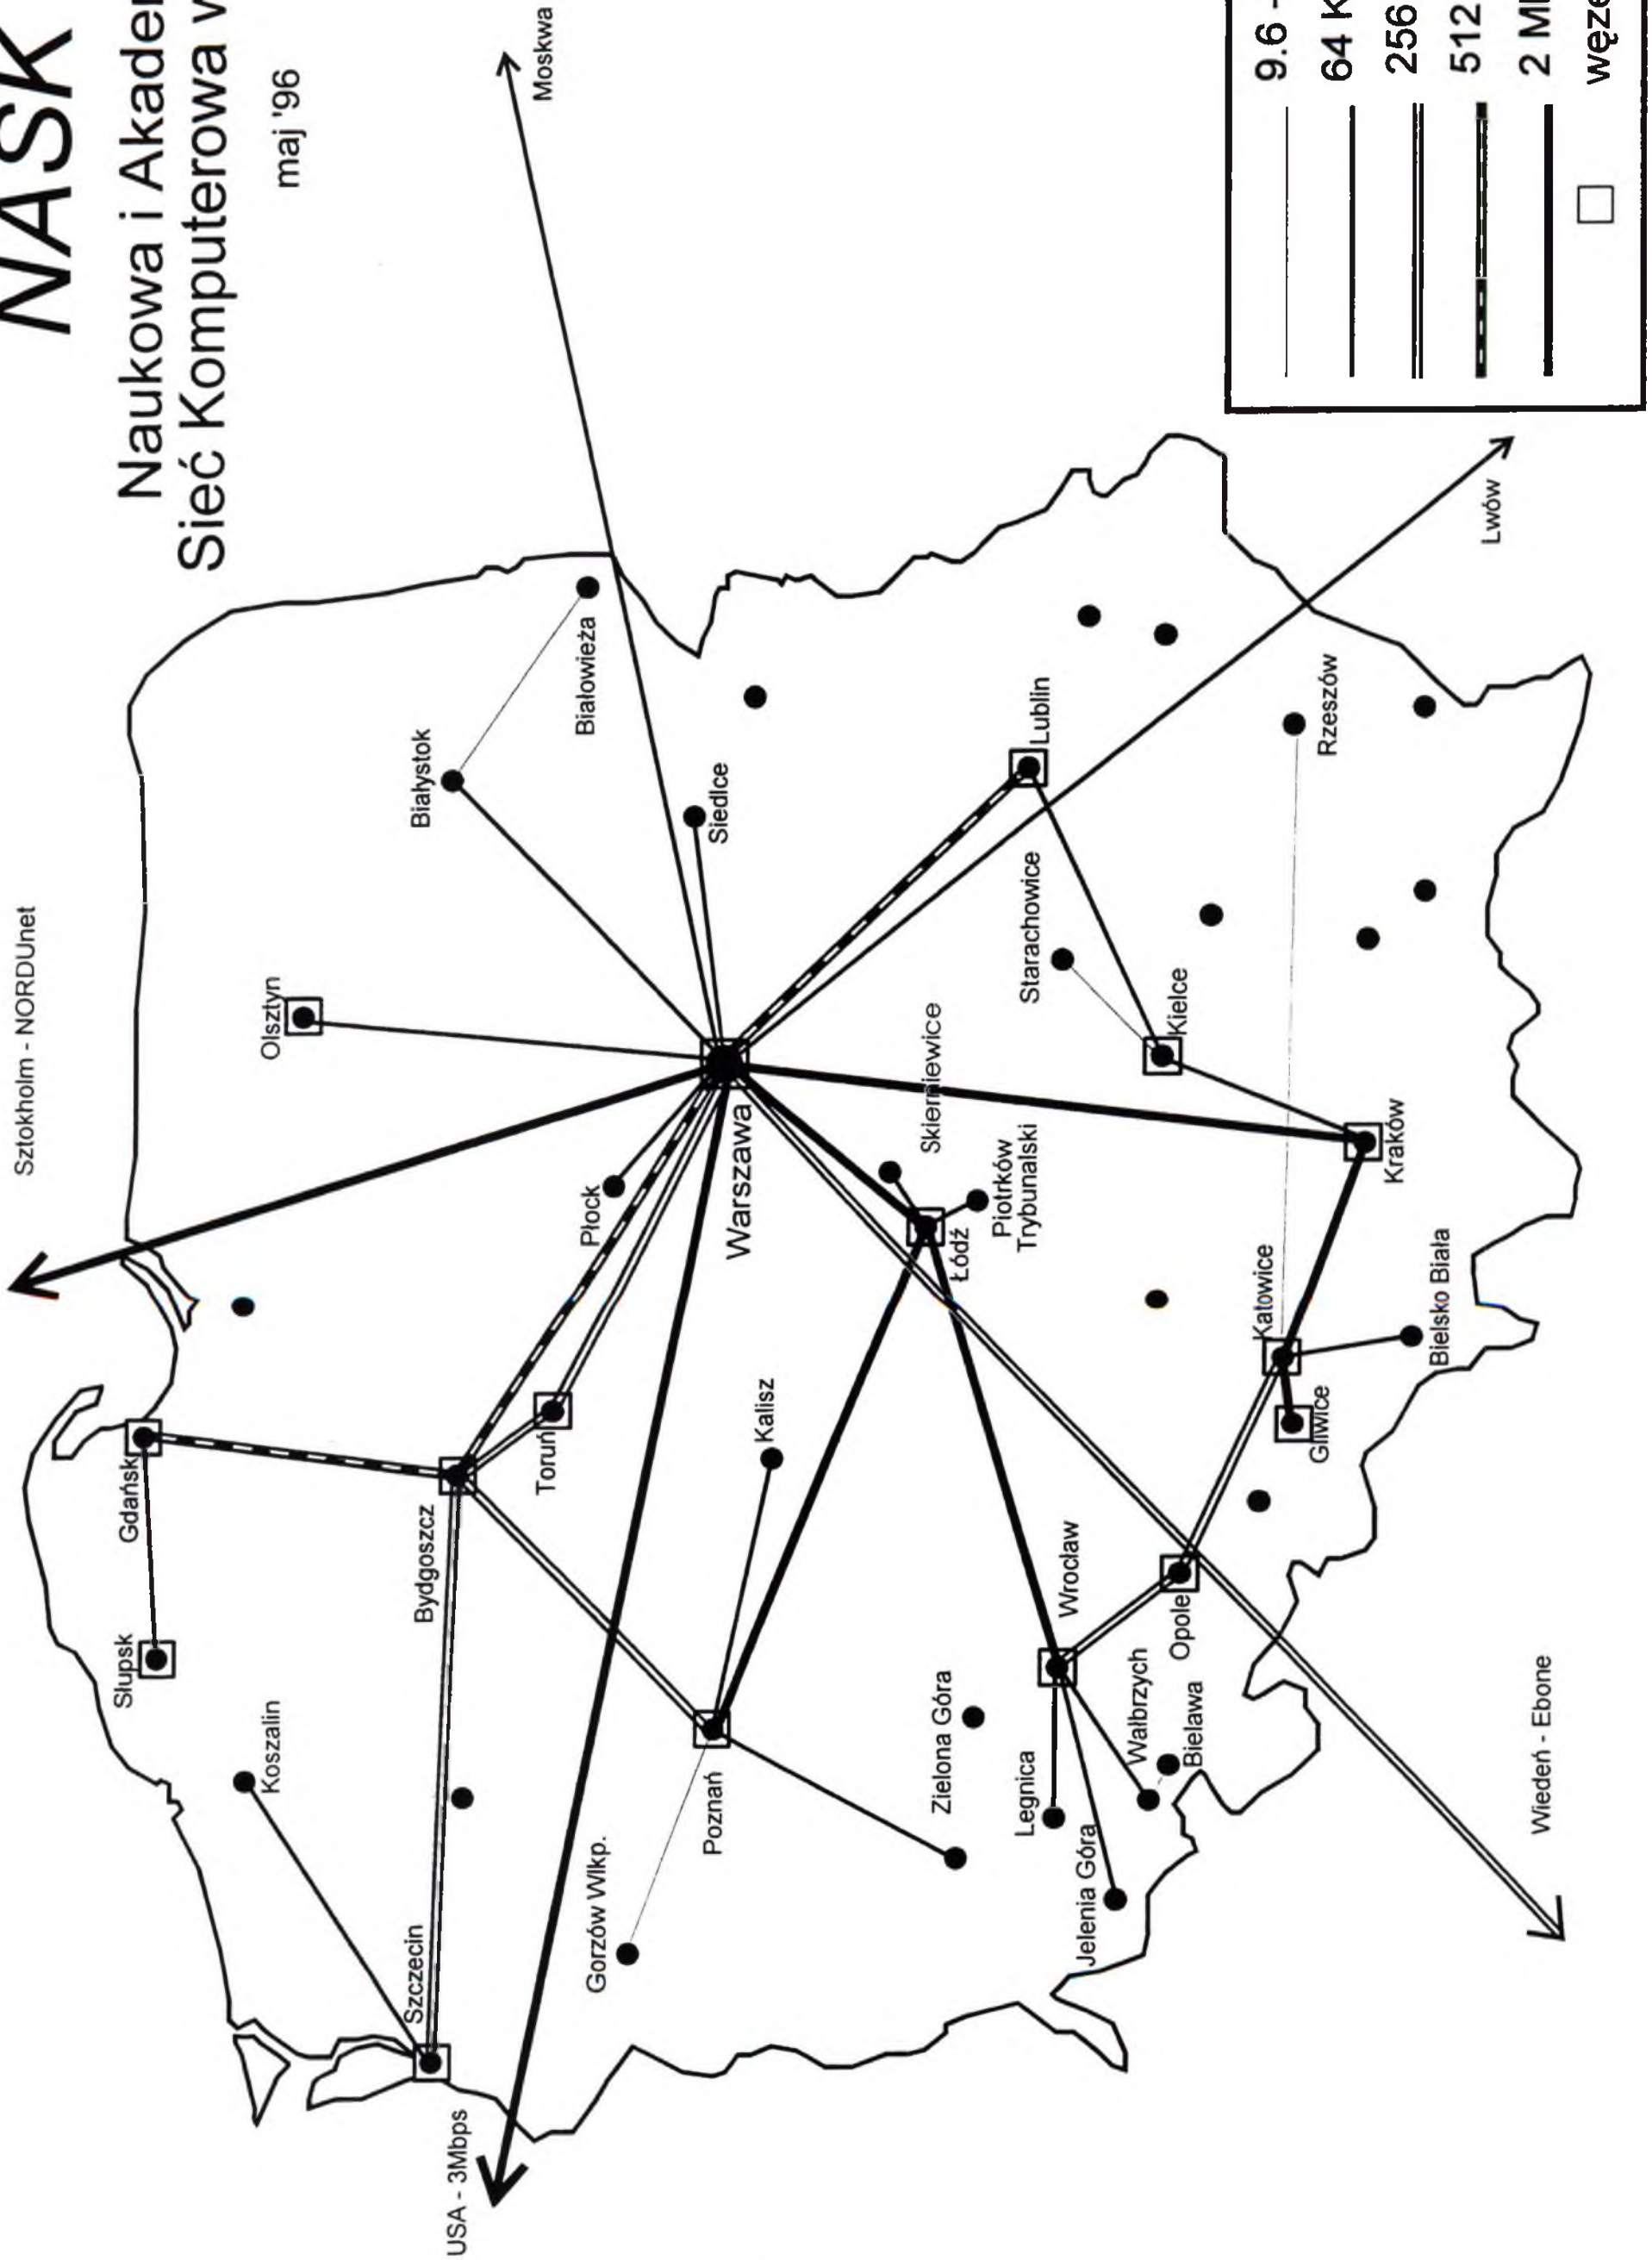 NASK
Naukowa i Akade
Sieć Komputerowa
maj '96
Sztokholm - NORDUnet
Moskwa
Gdańsk
Słupsk
Koszalin
Olsztyn
Białystok
Białowieża
Szczecin
Bydgoszcz
Toruń
Płock
Siedlce
USA - 3Mbps
Gorzów Wlkp.
Poznań
Kalisz
Warszawa
Skierniewice
Łódź
Piotrków
Trybunalski
Lublin
Starachowice
Kielce
Zielona Góra
Legnica
Wrocław
Jelenia Góra
Wałbrzych
Bielawa
Opole
Katowice
Gliwice
Kraków
Rzeszów
Bielsko Biała
Lwów
Wiedeń - Ebone
9.6 -
64 K
256
512
2 M
węze